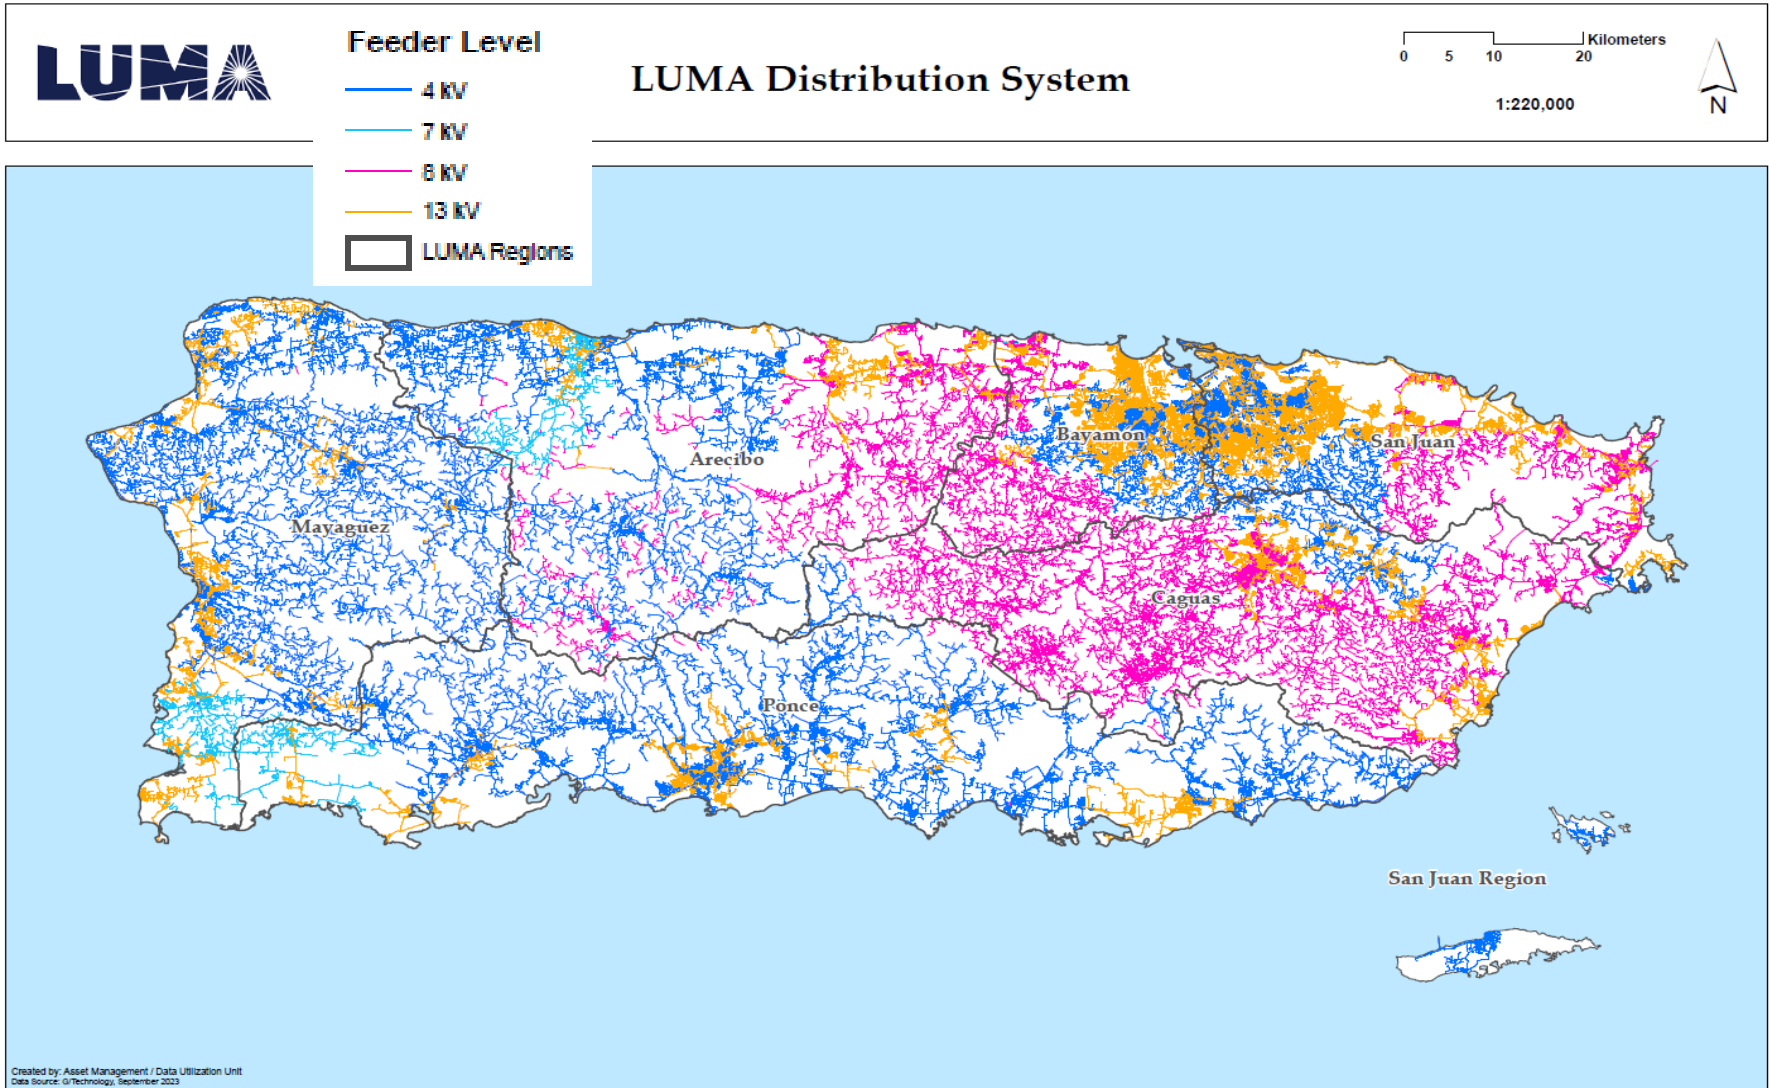 LUMA
Feeder Level
4 kV
7 kV
8 kV
13 kV
LUMA Regions
LUMA Distribution System
0 5 10 20 Kilometers
1:220,000
N
Bayamon
San Juan
Arecibo
Mayaguez
Caguas
Ponce
San Juan Region
Created by: Asset Management / Data Utilization Unit
Data Source: G/Technology, September 2023